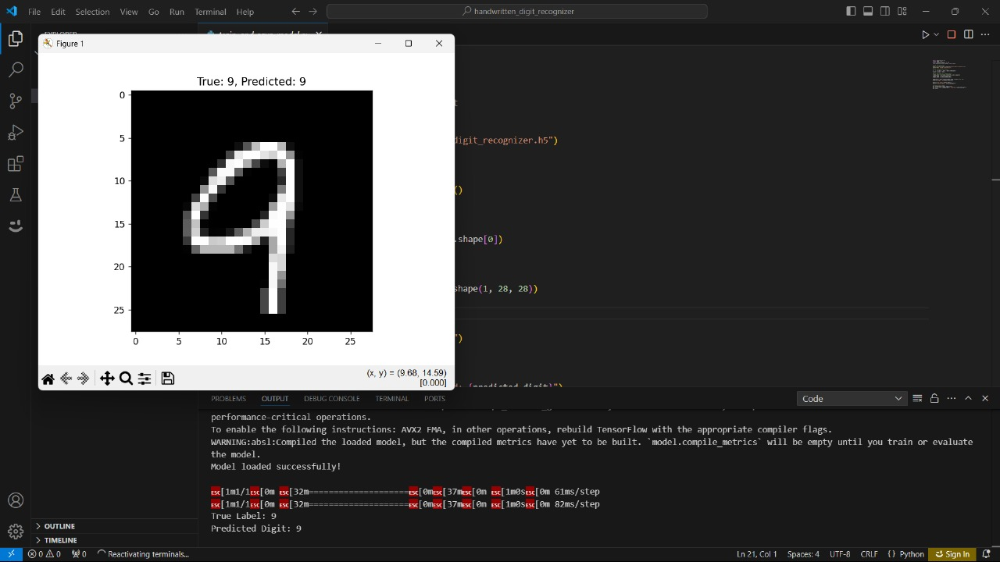 File Edit Selection View Go Run Terminal Help
handwritten_digit_recognizer
Figure 1
True: 9, Predicted: 9
0
5
10
15
20
25
0 5 10 15 20 25
(x, y) = (9.68, 14.59)
[0.000]
digit_recognizer.h5")
()
.shape[0])
shape(1, 28, 28))
")
d: {predicted_digit}")
PROBLEMS OUTPUT DEBUG CONSOLE TERMINAL PORTS
Code
performance-critical operations.
To enable the following instructions: AVX2 FMA, in other operations, rebuild TensorFlow with the appropriate compiler flags.
WARNING:absl:Compiled the loaded model, but the compiled metrics have yet to be built. `model.compile_metrics` will be empty until you train or evaluate
the model.
Model loaded successfully!
ESC[1m1/1ESC[0m ESC[32m━━━━━━━━━━━━━━━━━━━━ESC[0mESC[37mESC[0m ESC[1m0sESC[0m 61ms/step
ESC[1m1/1ESC[0m ESC[32m━━━━━━━━━━━━━━━━━━━━ESC[0mESC[37mESC[0m ESC[1m0sESC[0m 82ms/step
True Label: 9
Predicted Digit: 9
OUTLINE
TIMELINE
0 0 0 Reactivating terminals... Ln 21, Col 1 Spaces: 4 UTF-8 CRLF {} Python Sign In